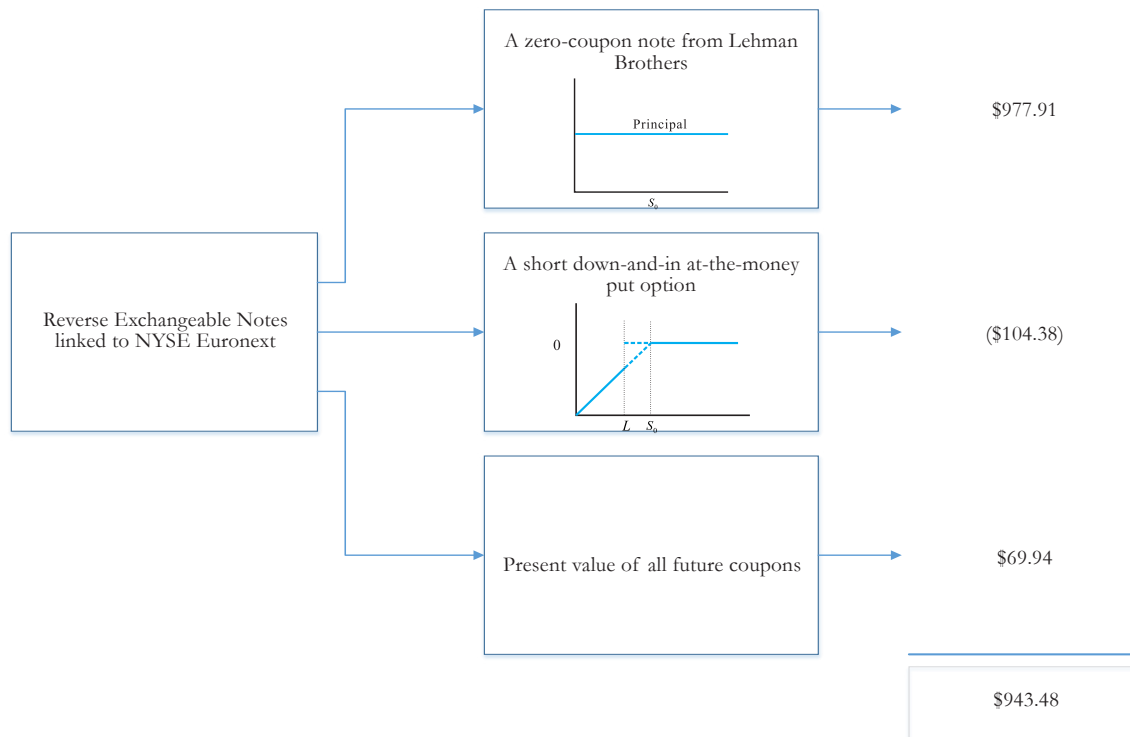 A zero-coupon note from Lehman
Brothers
Principal
S₀
$977.91
Reverse Exchangeable Notes
linked to NYSE Euronext
A short down-and-in at-the-money
put option
0
L S₀
($104.38)
Present value of all future coupons
$69.94
$943.48